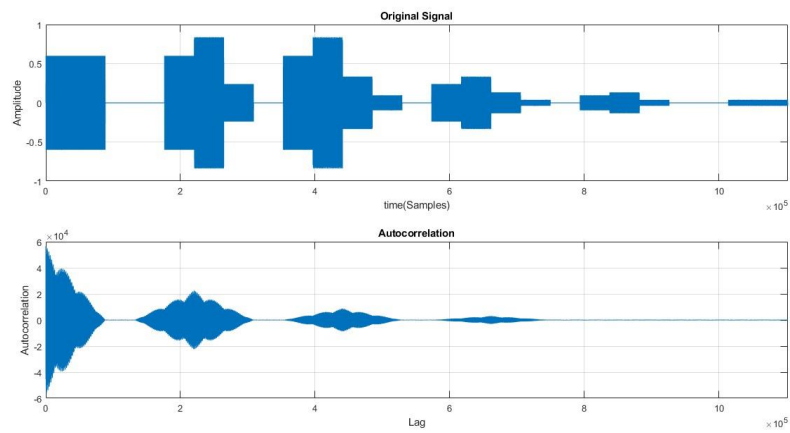 Original Signal
1
0.5
0
-0.5
-1
Amplitude
0 2 4 6 8 10
time(Samples)
× 10^5
Autocorrelation
× 10^4
6
4
2
0
-2
-4
-6
Autocorrelation
0 2 4 6 8 10
Lag
× 10^5